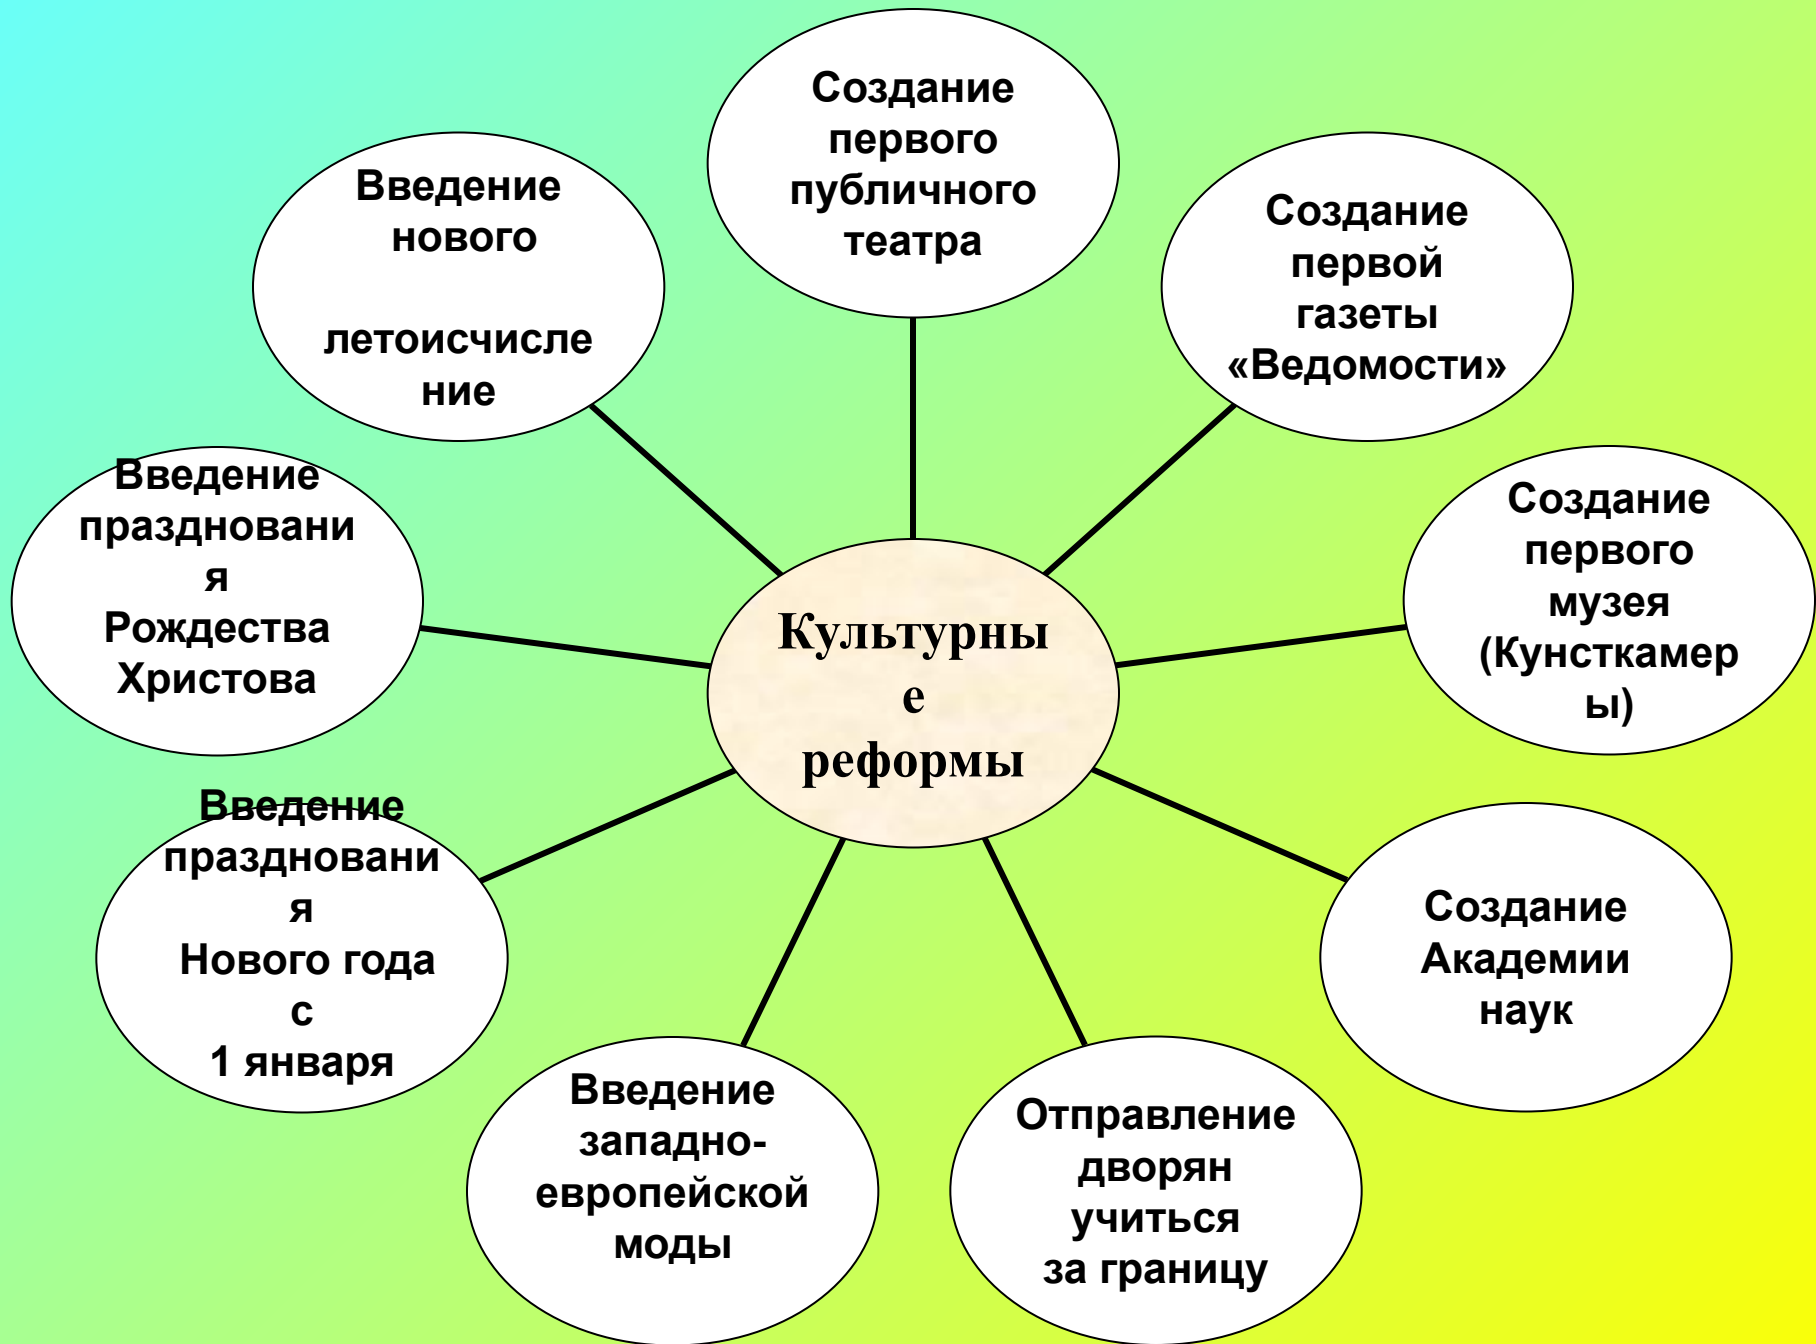 Создание
первого
публичного
театра
Введение
нового
летоисчисле
ние
Создание
первой
газеты
«Ведомости»
Введение
праздновани
я
Рождества
Христова
Создание
первого
музея
(Кунсткамер
ы)
Культурны
е
реформы
Введение
праздновани
я
Нового года
с
1 января
Создание
Академии
наук
Введение
западно-
европейской
моды
Отправление
дворян
учиться
за границу